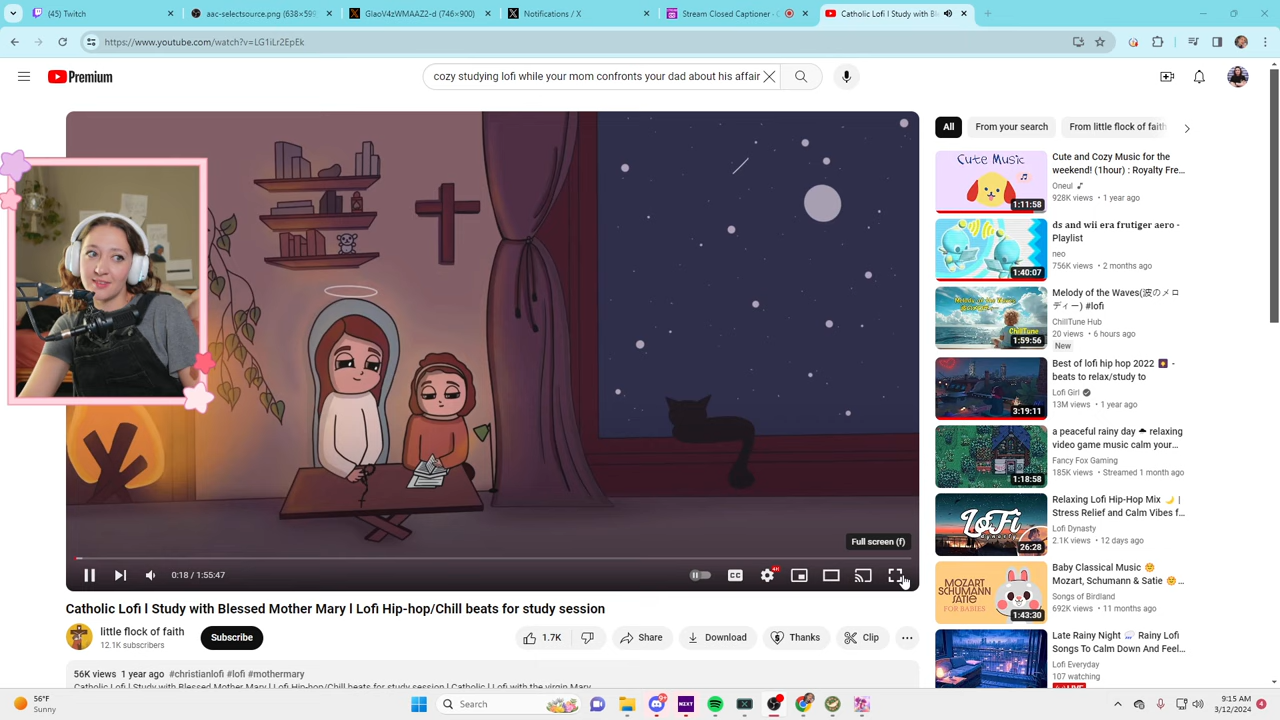 (45) Twitch
aac-selectsource.png (638×599
GIaoV4zWMAAZ2-d (746×900)
Notifications / X
Stream Closed Captioner - C
Catholic Lofi l Study with Bl
https://www.youtube.com/watch?v=LG1iLr2EpEk
Premium
cozy studying lofi while your mom confronts your dad about his affair
All
From your search
From little flock of faith
Cute Music
1:11:58
Cute and Cozy Music for the
weekend! (1hour) : Royalty Fre...
Oneul
928K views • 1 year ago
1:40:07
ds and wii era frutiger aero -
Playlist
neo
756K views • 2 months ago
ChillTune
1:59:56
Melody of the Waves(波のメロ
ディー) #lofi
ChillTune Hub
20 views • 6 hours ago
New
3:19:11
Best of lofi hip hop 2022 -
beats to relax/study to
Lofi Girl
13M views • 1 year ago
1:18:58
a peaceful rainy day relaxing
video game music calm your...
Fancy Fox Gaming
185K views • Streamed 1 month ago
LoFi
dynasty
26:28
Relaxing Lofi Hip-Hop Mix |
Stress Relief and Calm Vibes f...
Lofi Dynasty
2.1K views • 12 days ago
MOZART
SCHUMANN
SATIE
FOR BABIES
1:43:30
Baby Classical Music
Mozart, Schumann & Satie ...
Songs of Birdland
692K views • 11 months ago
Late Rainy Night Rainy Lofi
Songs To Calm Down And Feel...
Lofi Everyday
107 watching
Full screen (f)
0:18 / 1:55:47
CC
Catholic Lofi l Study with Blessed Mother Mary l Lofi Hip-hop/Chill beats for study session
little flock of faith
12.1K subscribers
Subscribe
1.7K
Share
Download
Thanks
Clip
56K views 1 year ago #christianlofi #lofi #mothermary
56°F
Sunny
Search
9+
NEXT
9:15 AM
3/12/2024
4